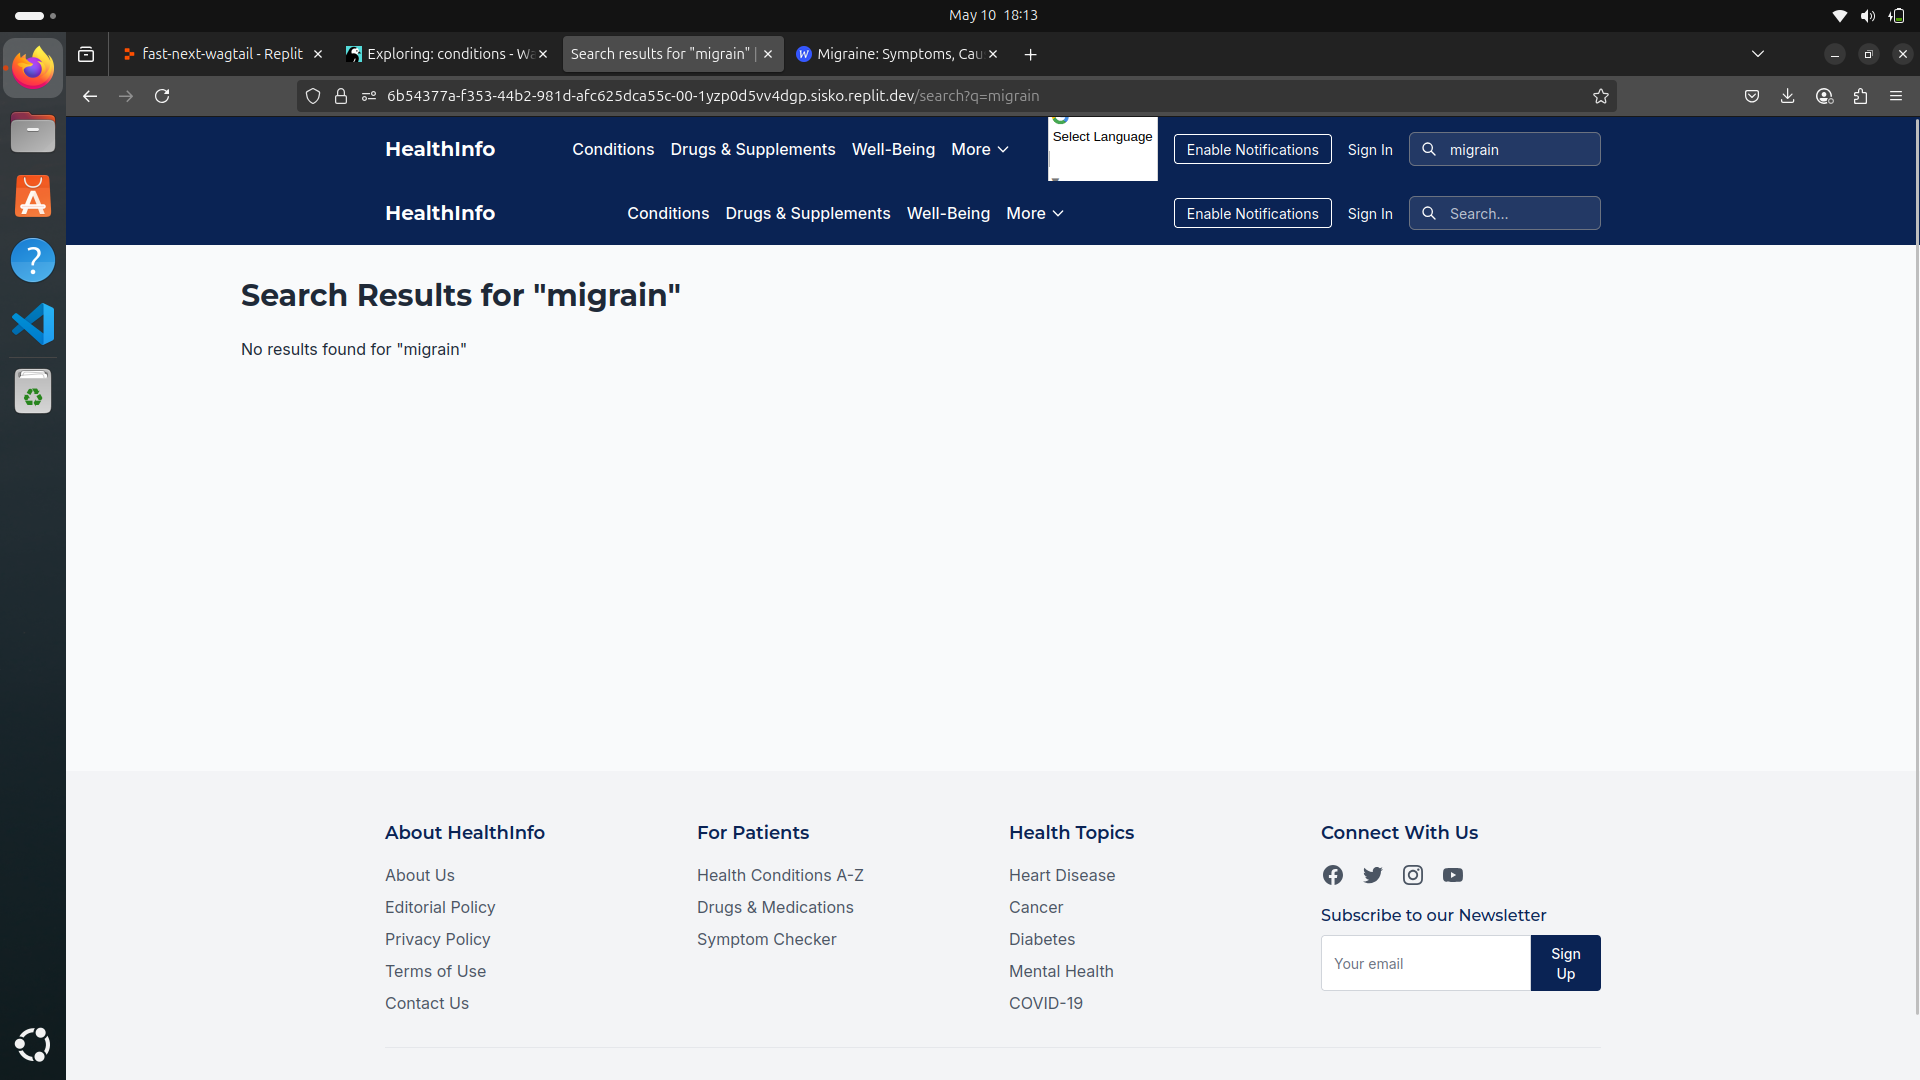 May 10 18:13
fast-next-wagtail - Replit
Exploring: conditions - Wa
Search results for "migrain" |
Migraine: Symptoms, Cau
6b54377a-f353-44b2-981d-afc625dca55c-00-1yzp0d5vv4dgp.sisko.replit.dev/search?q=migrain
HealthInfo Conditions Drugs & Supplements Well-Being More Select Language Enable Notifications Sign In migrain
HealthInfo Conditions Drugs & Supplements Well-Being More Enable Notifications Sign In Search...
Search Results for "migrain"
No results found for "migrain"
About HealthInfo
About Us
Editorial Policy
Privacy Policy
Terms of Use
Contact Us
For Patients
Health Conditions A-Z
Drugs & Medications
Symptom Checker
Health Topics
Heart Disease
Cancer
Diabetes
Mental Health
COVID-19
Connect With Us
Subscribe to our Newsletter
Your email
Sign
Up